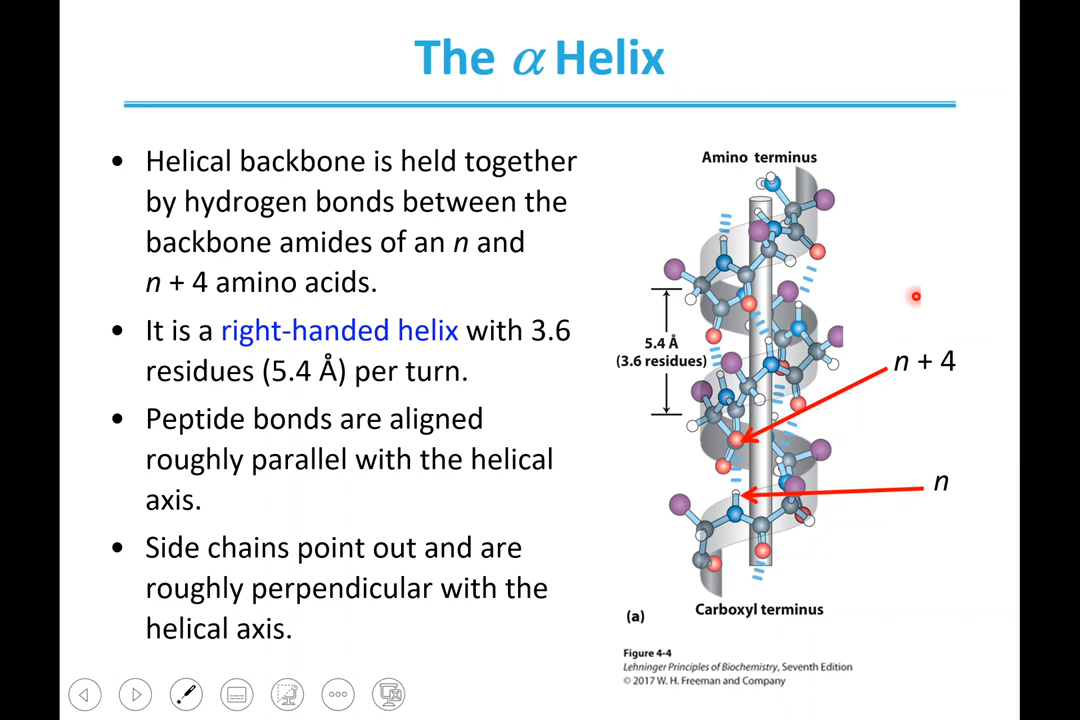 The α Helix
• Helical backbone is held together
by hydrogen bonds between the
backbone amides of an n and
n + 4 amino acids.
• It is a right-handed helix with 3.6
residues (5.4 Å) per turn.
• Peptide bonds are aligned
roughly parallel with the helical
axis.
• Side chains point out and are
roughly perpendicular with the
helical axis.
Amino terminus
5.4 Å
(3.6 residues)
n + 4
n
Carboxyl terminus
(a)
Figure 4-4
Lehninger Principles of Biochemistry, Seventh Edition
© 2017 W. H. Freeman and Company